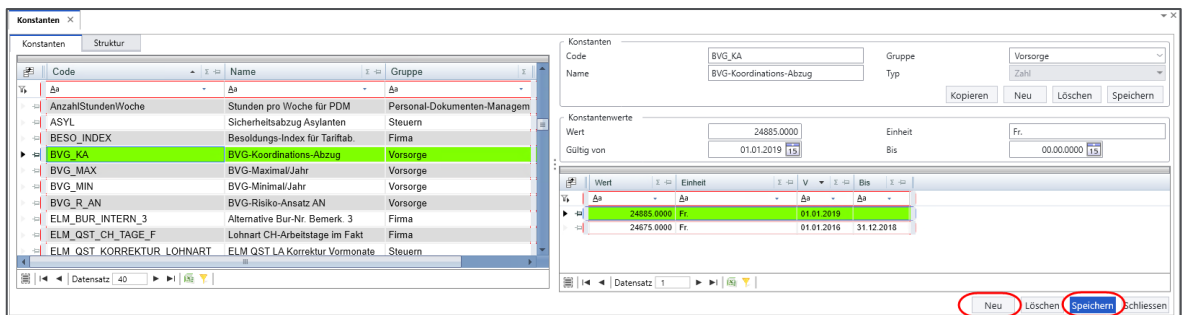 Konstanten
Konstanten Struktur
Code Name Gruppe
Aa Aa Aa
AnzahlStundenWoche Stunden pro Woche für PDM Personal-Dokumenten-Managem
ASYL Sicherheitsabzug Asylanten Steuern
BESO_INDEX Besoldungs-Index für Tariftab. Firma
BVG_KA BVG-Koordinations-Abzug Vorsorge
BVG_MAX BVG-Maximal/Jahr Vorsorge
BVG_MIN BVG-Minimal/Jahr Vorsorge
BVG_R_AN BVG-Risiko-Ansatz AN Vorsorge
ELM_BUR_INTERN_3 Alternative Bur-Nr. Bemerk. 3 Firma
ELM_QST_CH_TAGE_F Lohnart CH-Arbeitstage im Fakt Firma
ELM_QST_KORREKTUR_LOHNART ELM QST LA Korrektur Vormonate Steuern
Datensatz 40
Konstanten
Code BVG_KA Gruppe Vorsorge
Name BVG-Koordinations-Abzug Typ Zahl
Kopieren Neu Löschen Speichern
Konstantenwerte
Wert 24885.0000 Einheit Fr.
Gültig von 01.01.2019 15 Bis 00.00.0000 15
Wert Einheit V Bis
Aa Aa Aa Aa
24885.0000 Fr. 01.01.2019
24675.0000 Fr. 01.01.2016 31.12.2018
Datensatz 1
Neu Löschen Speichern Schliessen